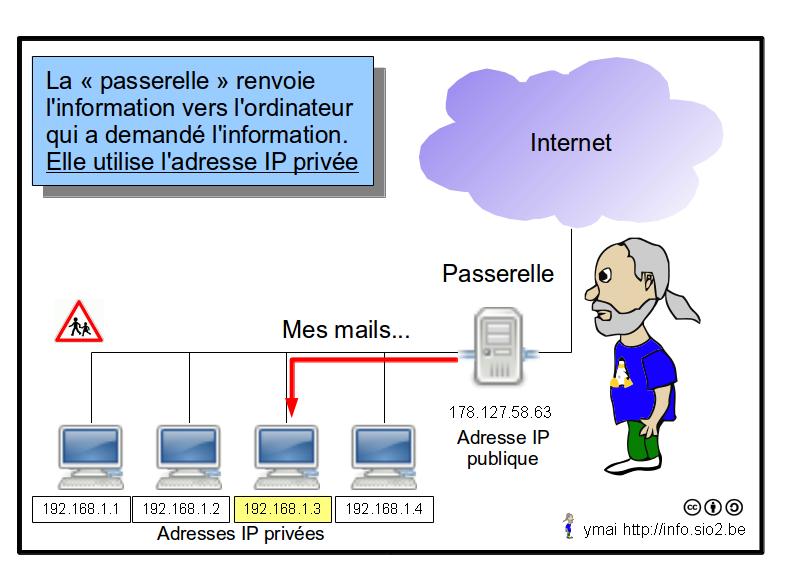 La « passerelle » renvoie
l'information vers l'ordinateur
qui a demandé l'information.
Elle utilise l'adresse IP privée
Internet
Passerelle
Mes mails...
178.127.58.63
Adresse IP
publique
192.168.1.1
192.168.1.2
192.168.1.3
192.168.1.4
Adresses IP privées
ymai http://info.sio2.be